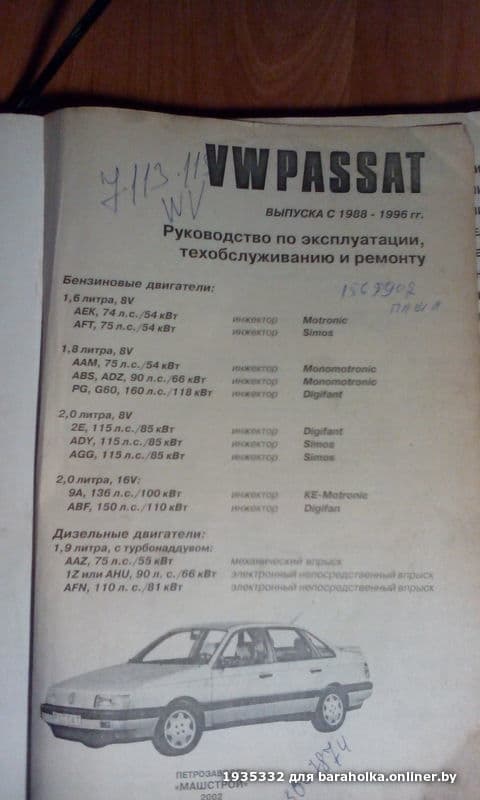 VW PASSAT
ВЫПУСКА С 1988 - 1996 гг.
Руководство по эксплуатации,
техобслуживанию и ремонту
Бензиновые двигатели:
1,6 литра, 8V
AEK, 74 л.с./54 кВт инжектор Motronic
AFT, 75 л.с./54 кВт инжектор Simos
1,8 литра, 8V
AAM, 75 л.с./54 кВт инжектор Monomotronic
ABS, ADZ, 90 л.с./66 кВт инжектор Monomotronic
PG, G60, 160 л.с./118 кВт инжектор Digifant
2,0 литра, 8V
2E, 115 л.с./85 кВт инжектор Digifant
ADY, 115 л.с./85 кВт инжектор Simos
AGG, 115 л.с./85 кВт инжектор Simos
2,0 литра, 16V:
9A, 136 л.с./100 кВт инжектор KE-Motronic
ABF, 150 л.с./110 кВт инжектор Digifan
Дизельные двигатели:
1,9 литра, с турбонаддувом:
AAZ, 75 л.с./55 кВт механический впрыск
1Z или AHU, 90 л. с./66 кВт электронный непосредственный впрыск
AFN, 110 л.с./81 кВт электронный непосредственный впрыск
«МАШСТРОЙ»
2002
1935332 для baraholka.onliner.by